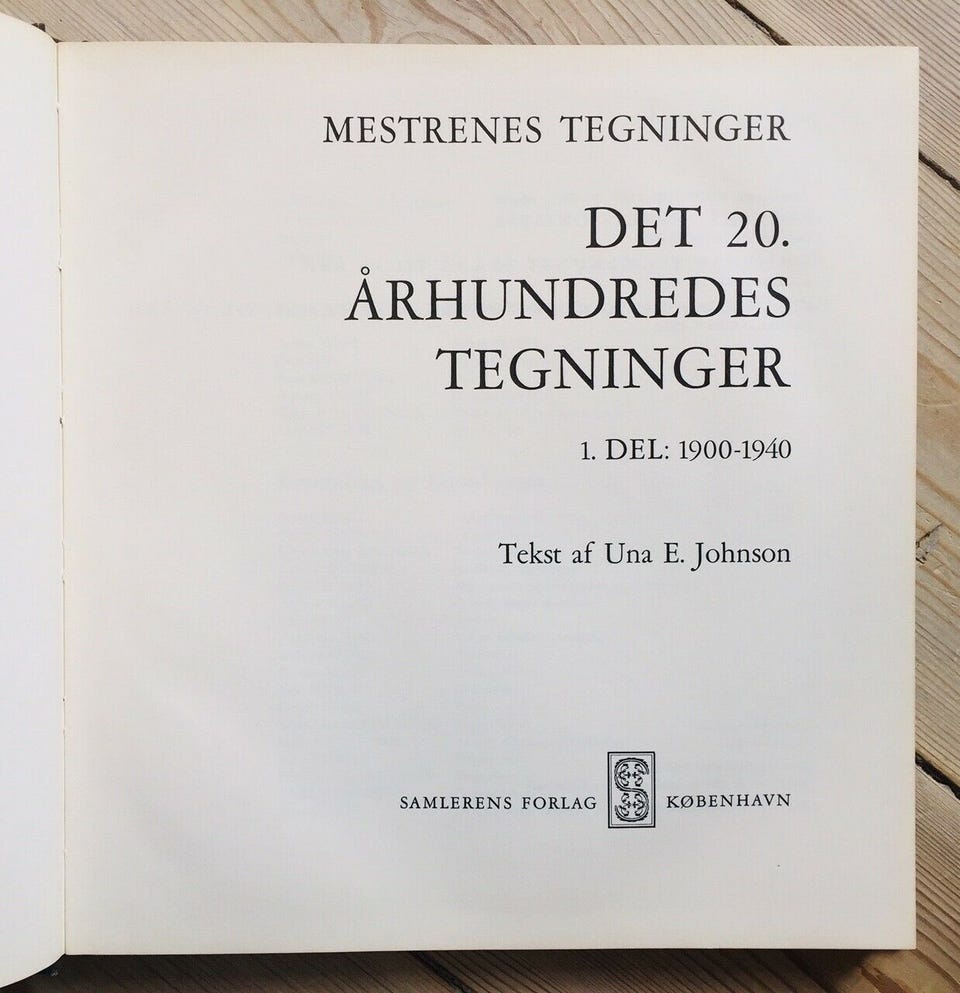 MESTRENES TEGNINGER
DET 20.
ÅRHUNDREDES
TEGNINGER
1. DEL: 1900-1940
Tekst af Una E. Johnson
SAMLERENS FORLAG S KØBENHAVN